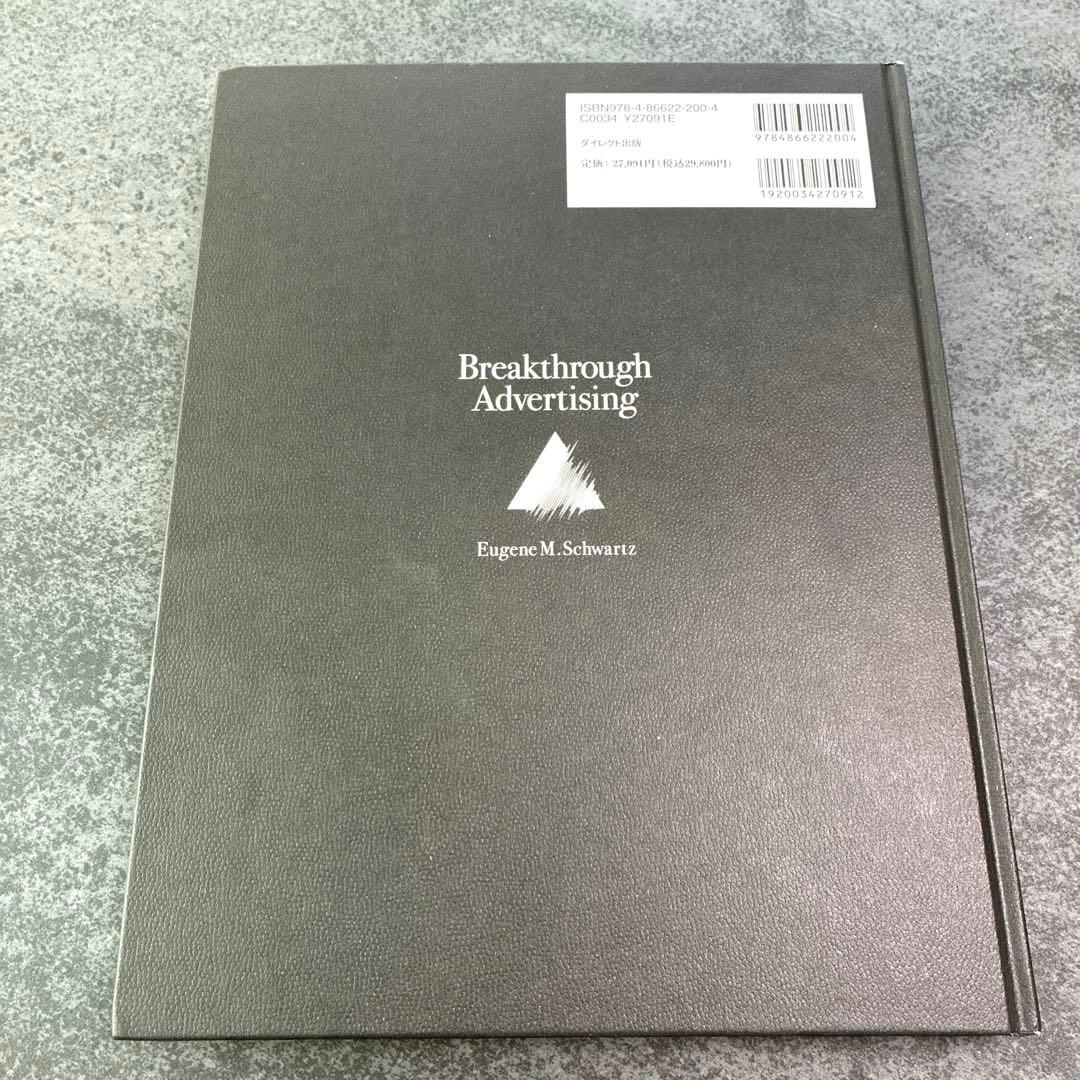 ISBN978-4-86622-200-4
C0034 Y27091E
9784866222004
ダイレクト出版
定価：27,091円（税込29,800円）
1920034270912
Breakthrough
Advertising
Eugene M. Schwartz